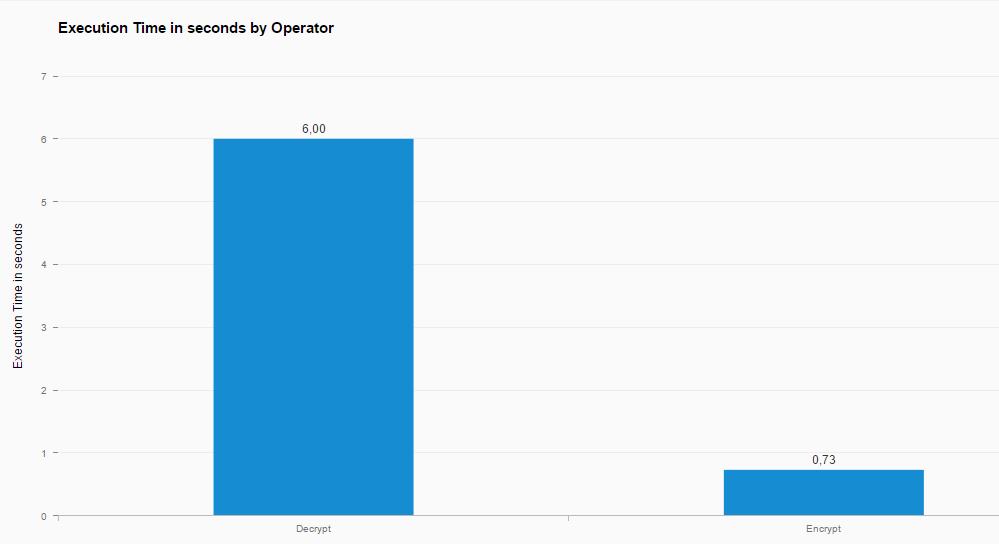 Execution Time in seconds by Operator
Execution Time in seconds
7
6
5
4
3
2
1
0
6,00
0,73
Decrypt
Encrypt